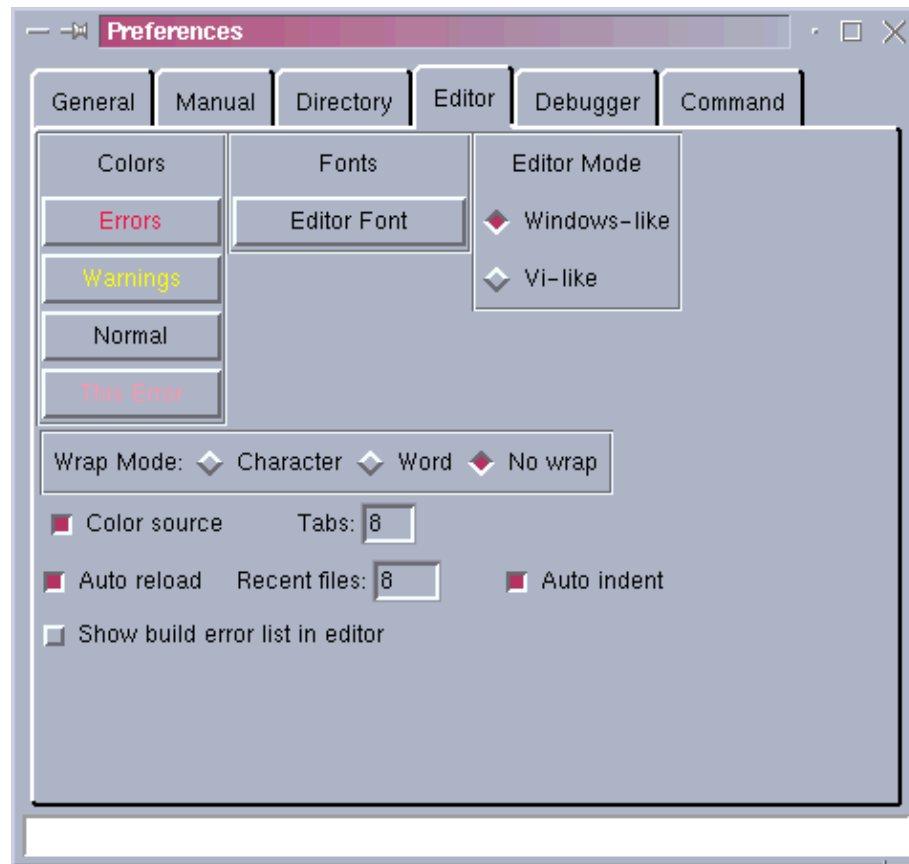 Preferences
General Manual Directory Editor Debugger Command
Colors Fonts Editor Mode
Errors Editor Font Windows-like
Warnings Vi-like
Normal
This Error
Wrap Mode: Character Word No wrap
Color source Tabs: 8
Auto reload Recent files: 8 Auto indent
Show build error list in editor